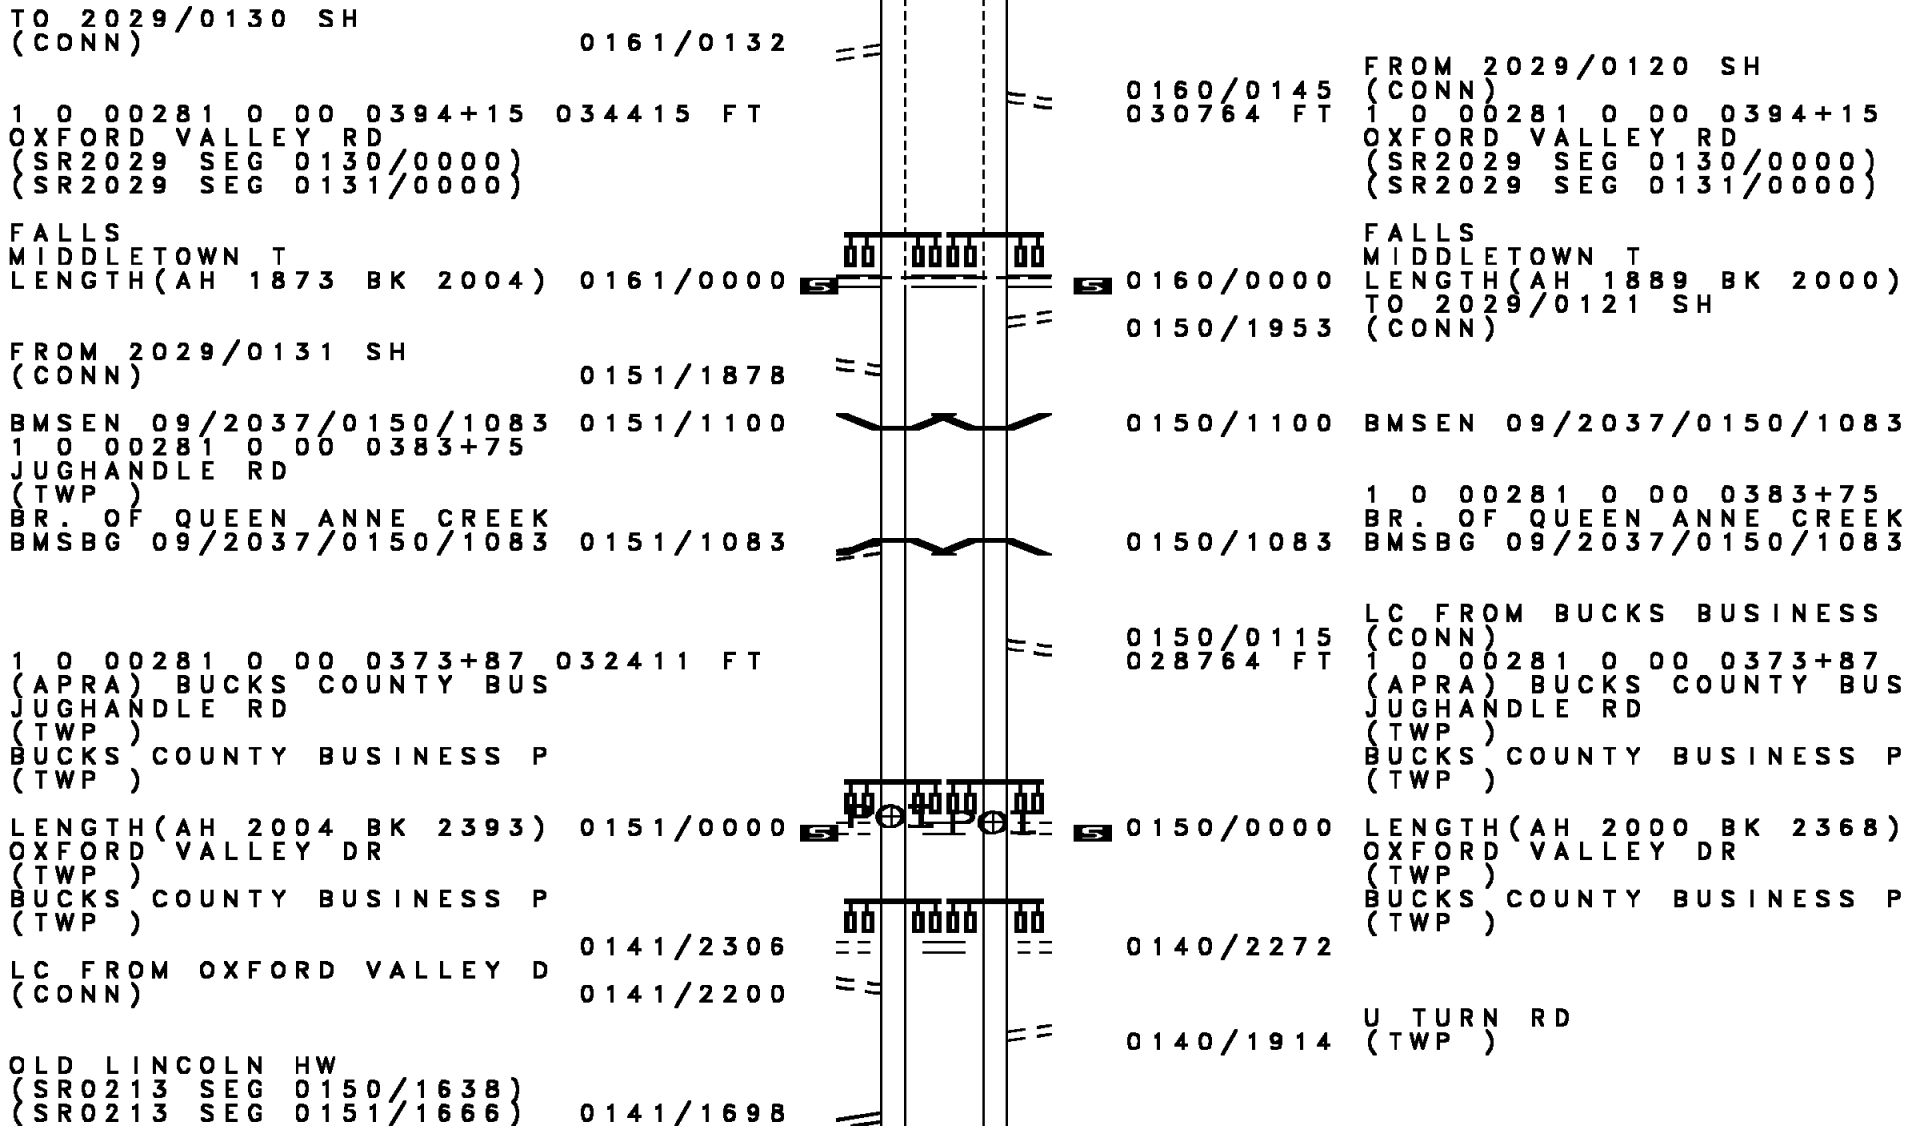 TO 2029/0130 SH
(CONN) 0161/0132
FROM 2029/0120 SH
0160/0145 (CONN)
1 0 00281 0 00 0394+15 034415 FT 030764 FT 1 0 00281 0 00 0394+15
OXFORD VALLEY RD OXFORD VALLEY RD
(SR2029 SEG 0130/0000) (SR2029 SEG 0130/0000)
(SR2029 SEG 0131/0000) (SR2029 SEG 0131/0000)
FALLS FALLS
MIDDLETOWN T MIDDLETOWN T
LENGTH(AH 1873 BK 2004) 0161/0000 S S 0160/0000 LENGTH(AH 1889 BK 2000)
TO 2029/0121 SH
0150/1953 (CONN)
FROM 2029/0131 SH
(CONN) 0151/1878
BMSEN 09/2037/0150/1083 0151/1100 0150/1100 BMSEN 09/2037/0150/1083
1 0 00281 0 00 0383+75
JUGHANDLE RD
(TWP )
1 0 00281 0 00 0383+75
BR. OF QUEEN ANNE CREEK BR. OF QUEEN ANNE CREEK
BMSBG 09/2037/0150/1083 0151/1083 0150/1083 BMSBG 09/2037/0150/1083
LC FROM BUCKS BUSINESS
0150/0115 (CONN)
1 0 00281 0 00 0373+87 032411 FT 028764 FT 1 0 00281 0 00 0373+87
(APRA) BUCKS COUNTY BUS (APRA) BUCKS COUNTY BUS
JUGHANDLE RD JUGHANDLE RD
(TWP ) (TWP )
BUCKS COUNTY BUSINESS P BUCKS COUNTY BUSINESS P
(TWP ) (TWP )
LENGTH(AH 2004 BK 2393) 0151/0000 S S 0150/0000 LENGTH(AH 2000 BK 2368)
OXFORD VALLEY DR OXFORD VALLEY DR
(TWP ) (TWP )
BUCKS COUNTY BUSINESS P BUCKS COUNTY BUSINESS P
(TWP ) (TWP )
0141/2306 0140/2272
LC FROM OXFORD VALLEY D
(CONN) 0141/2200
U TURN RD
0140/1914 (TWP )
OLD LINCOLN HW
(SR0213 SEG 0150/1638)
(SR0213 SEG 0151/1666) 0141/1698